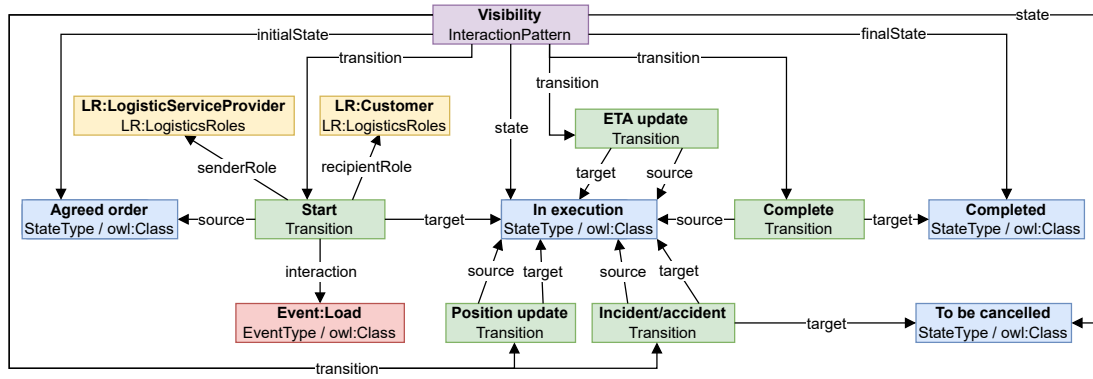 Visibility
InteractionPattern
state
initialState
finalState
transition
transition
transition
LR:LogisticServiceProvider
LR:LogisticsRoles
LR:Customer
LR:LogisticsRoles
ETA update
Transition
state
senderRole
recipientRole
target
source
Agreed order
StateType / owl:Class
source
Start
Transition
target
In execution
StateType / owl:Class
source
Complete
Transition
target
Completed
StateType / owl:Class
interaction
source
target
source
target
Event:Load
EventType / owl:Class
Position update
Transition
Incident/accident
Transition
target
To be cancelled
StateType / owl:Class
transition